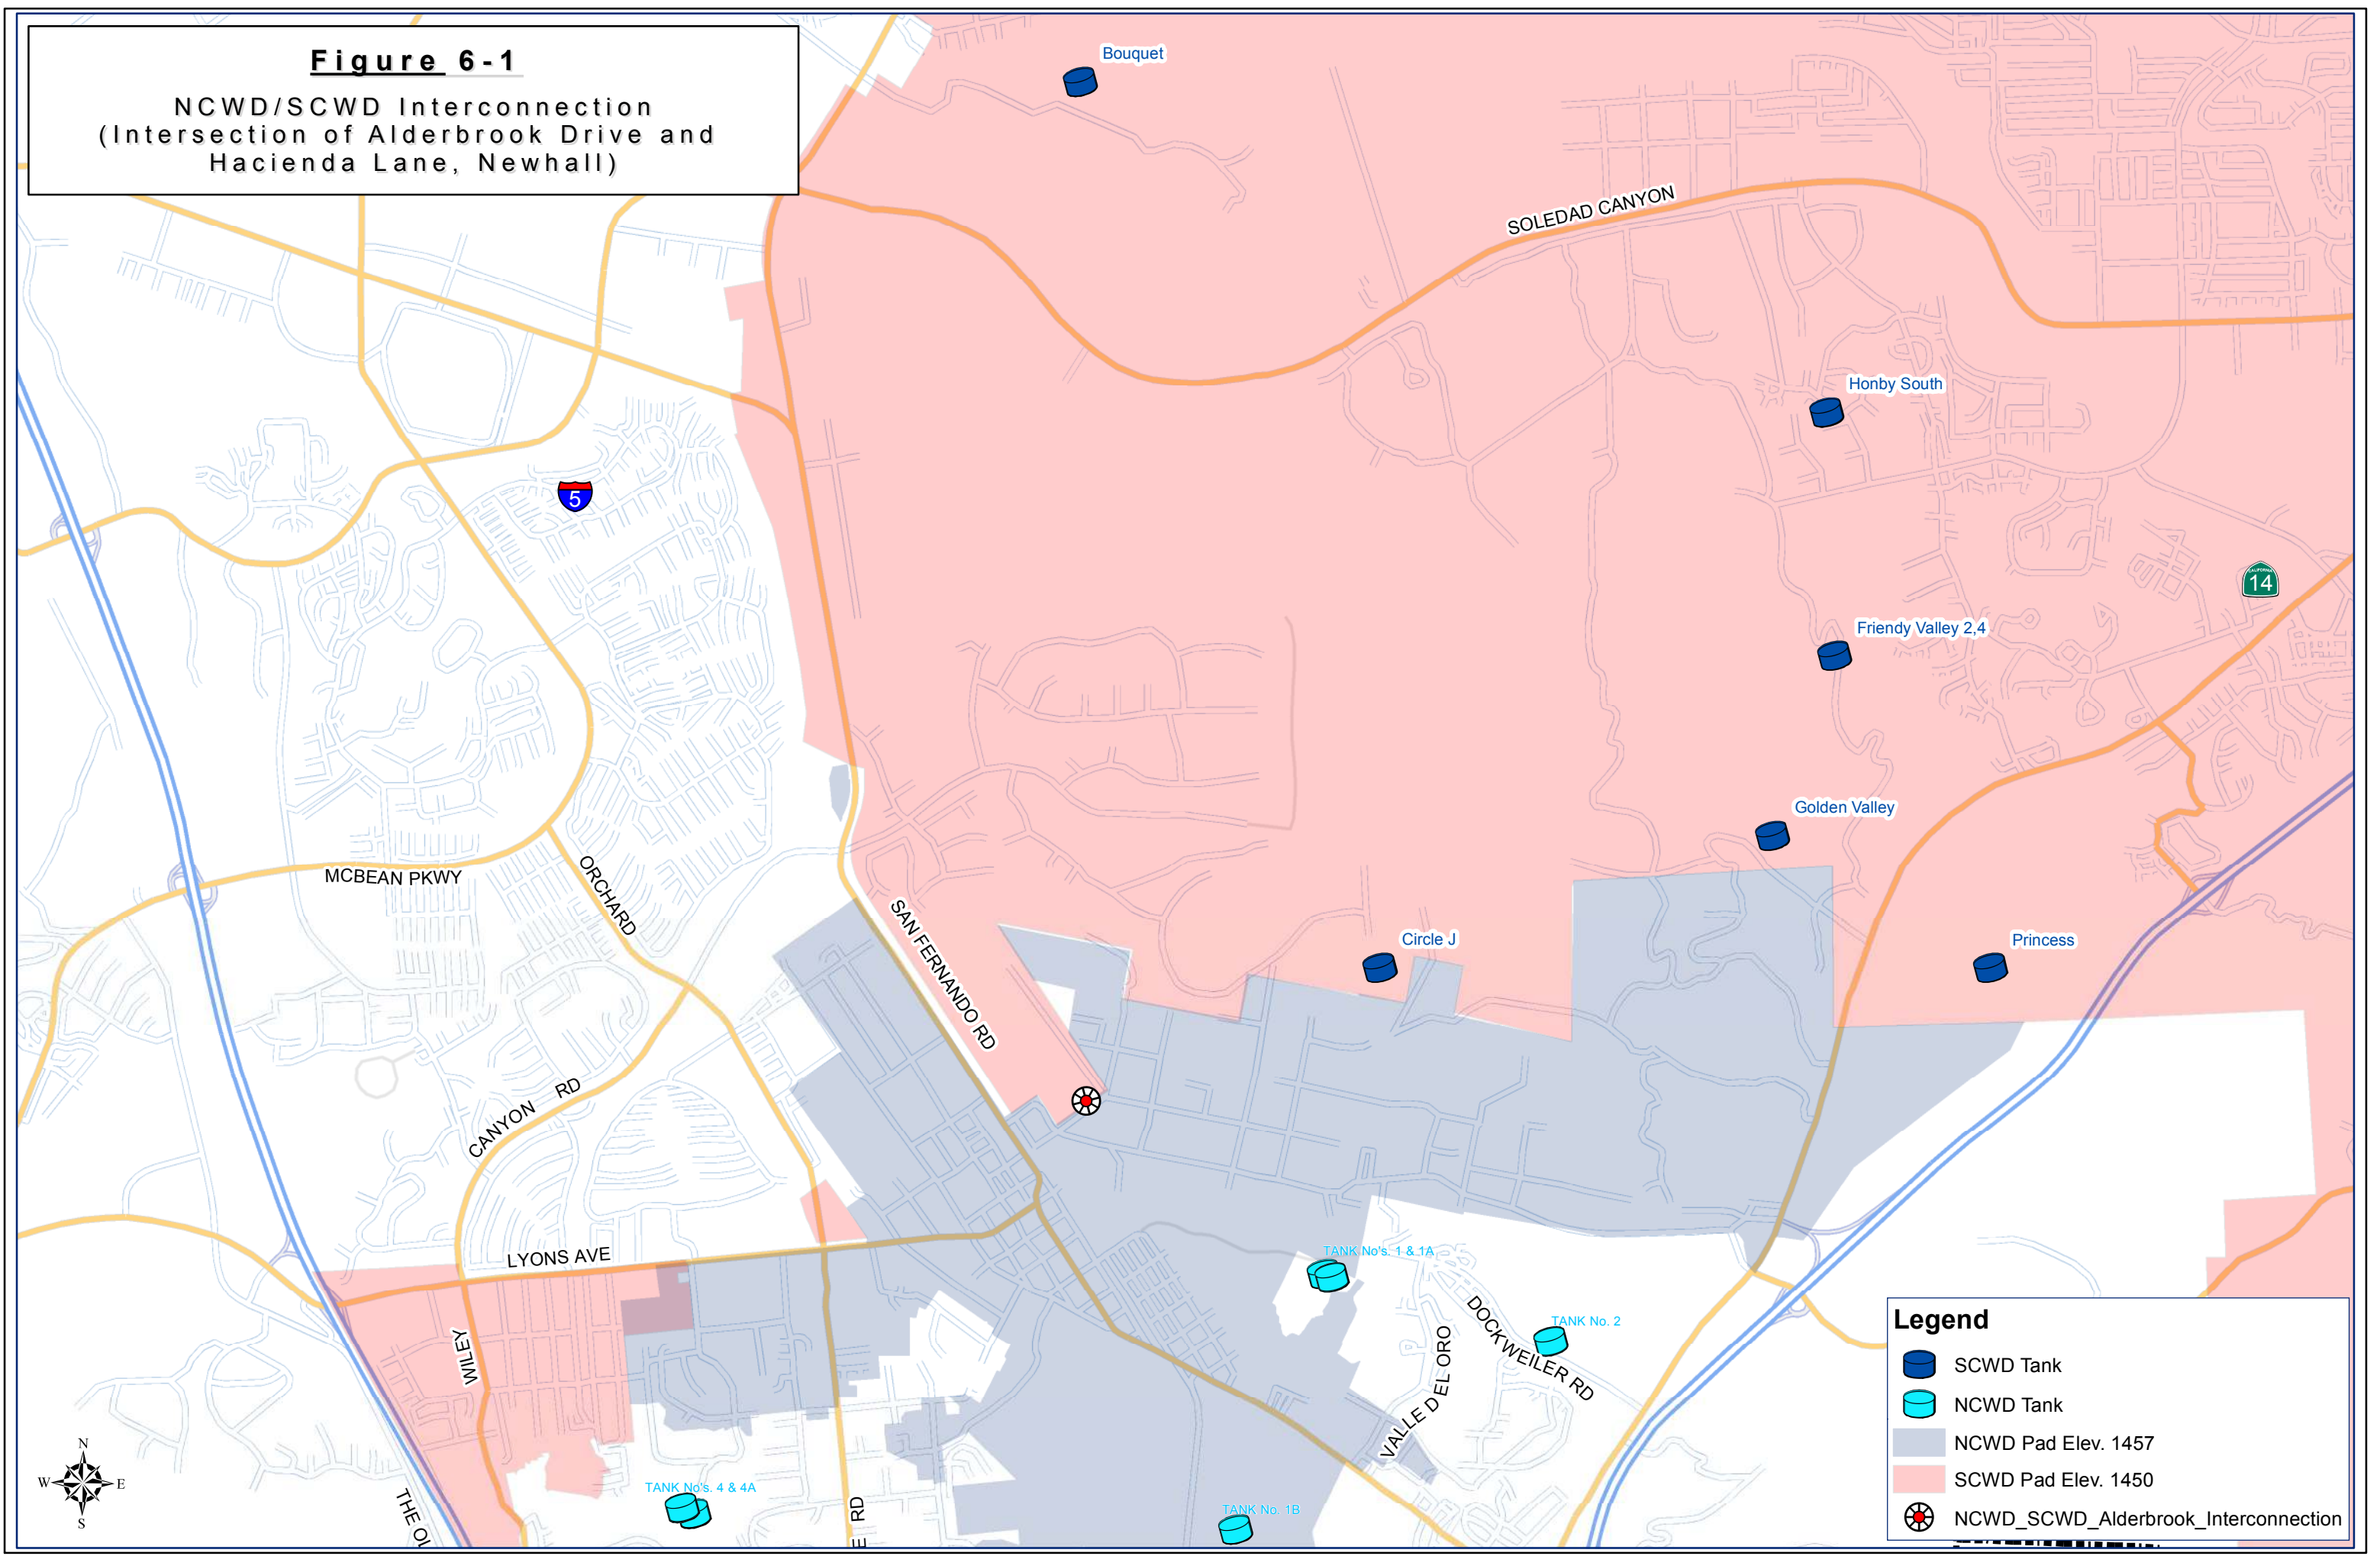 Figure 6-1
NCWD/SCWD Interconnection
(Intersection of Alderbrook Drive and
Hacienda Lane, Newhall)
Bouquet
SOLEDAD CANYON
Honby South
5
CALIFORNIA
14
Friendy Valley 2,4
Golden Valley
MCBEAN PKWY
ORCHARD
SAN FERNANDO RD
Circle J
Princess
CANYON RD
LYONS AVE
TANK No's. 1 & 1A
WILEY
DOCKWEILER RD
TANK No. 2
VALLE D EL ORO
TANK No's. 4 & 4A
TANK No. 1B
THE OL
E RD
N
W
E
S
Legend
SCWD Tank
NCWD Tank
NCWD Pad Elev. 1457
SCWD Pad Elev. 1450
NCWD_SCWD_Alderbrook_Interconnection